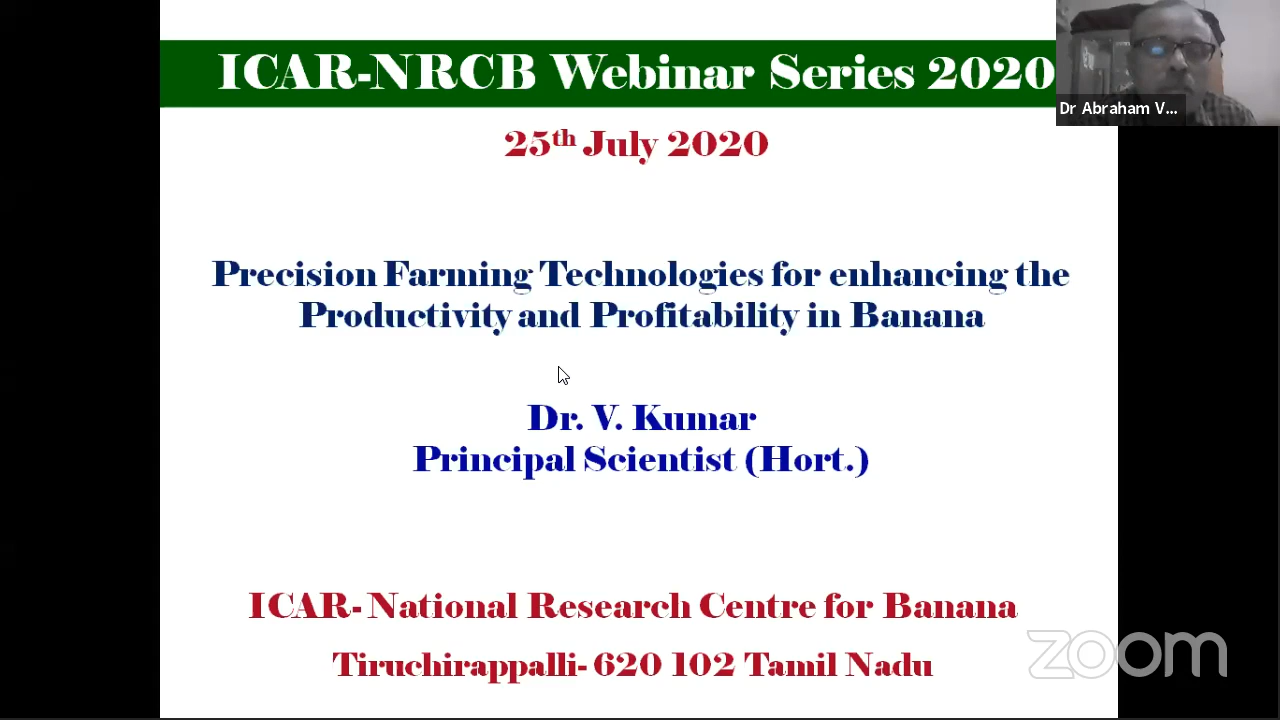 ICAR-NRCB Webinar Series 2020
Dr Abraham V...
25th July 2020
Precision Farming Technologies for enhancing the
Productivity and Profitability in Banana
Dr. V. Kumar
Principal Scientist (Hort.)
ICAR- National Research Centre for Banana
Tiruchirappalli- 620 102 Tamil Nadu
zoom